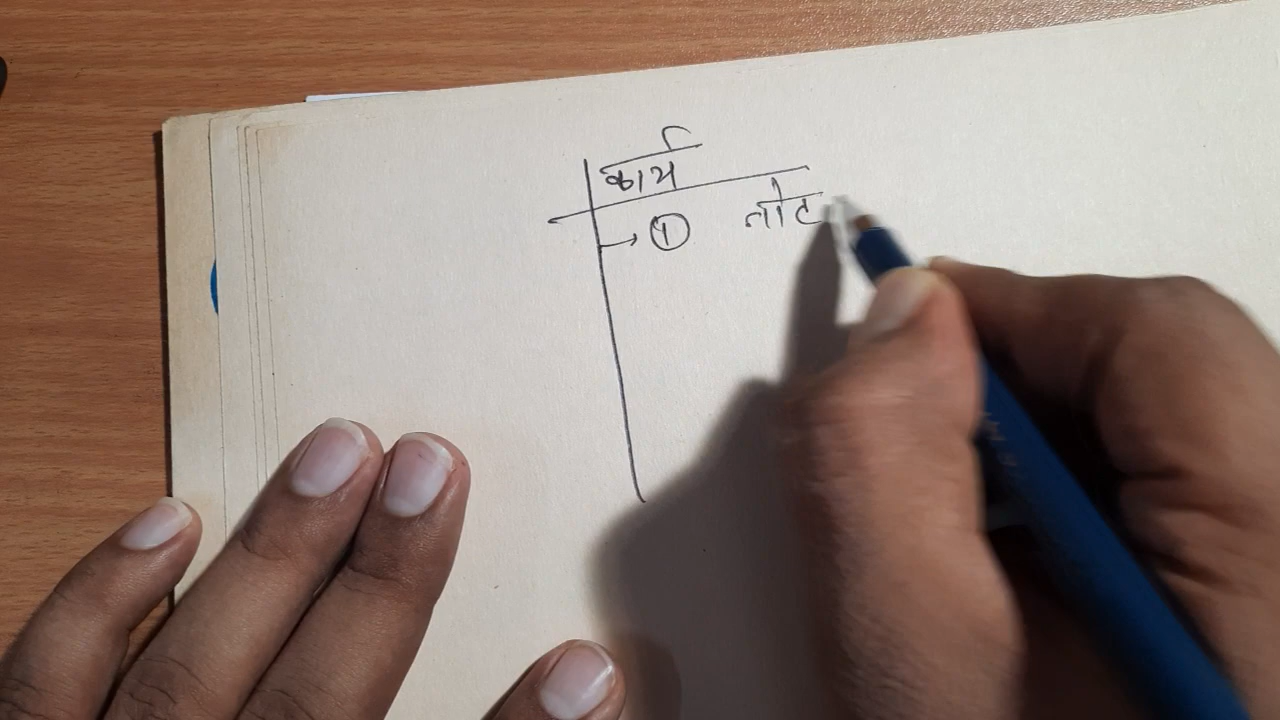 कार्य
→ ① नोट